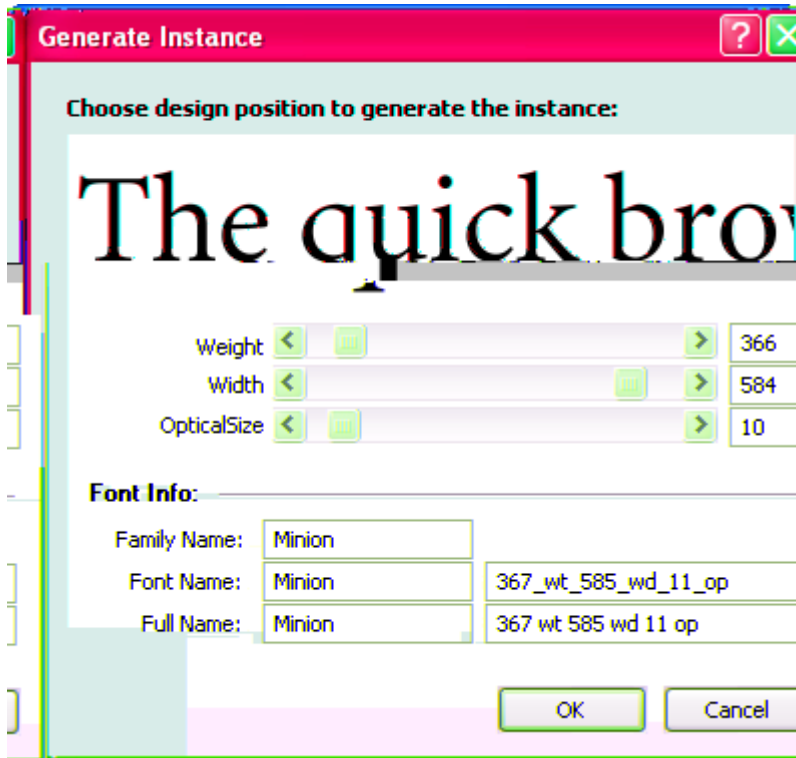 Generate Instance
Choose design position to generate the instance:
The quick brow
Weight 366
Width 584
OpticalSize 10
Font Info:
Family Name: Minion
Font Name: Minion 367_wt_585_wd_11_op
Full Name: Minion 367 wt 585 wd 11 op
OK Cancel